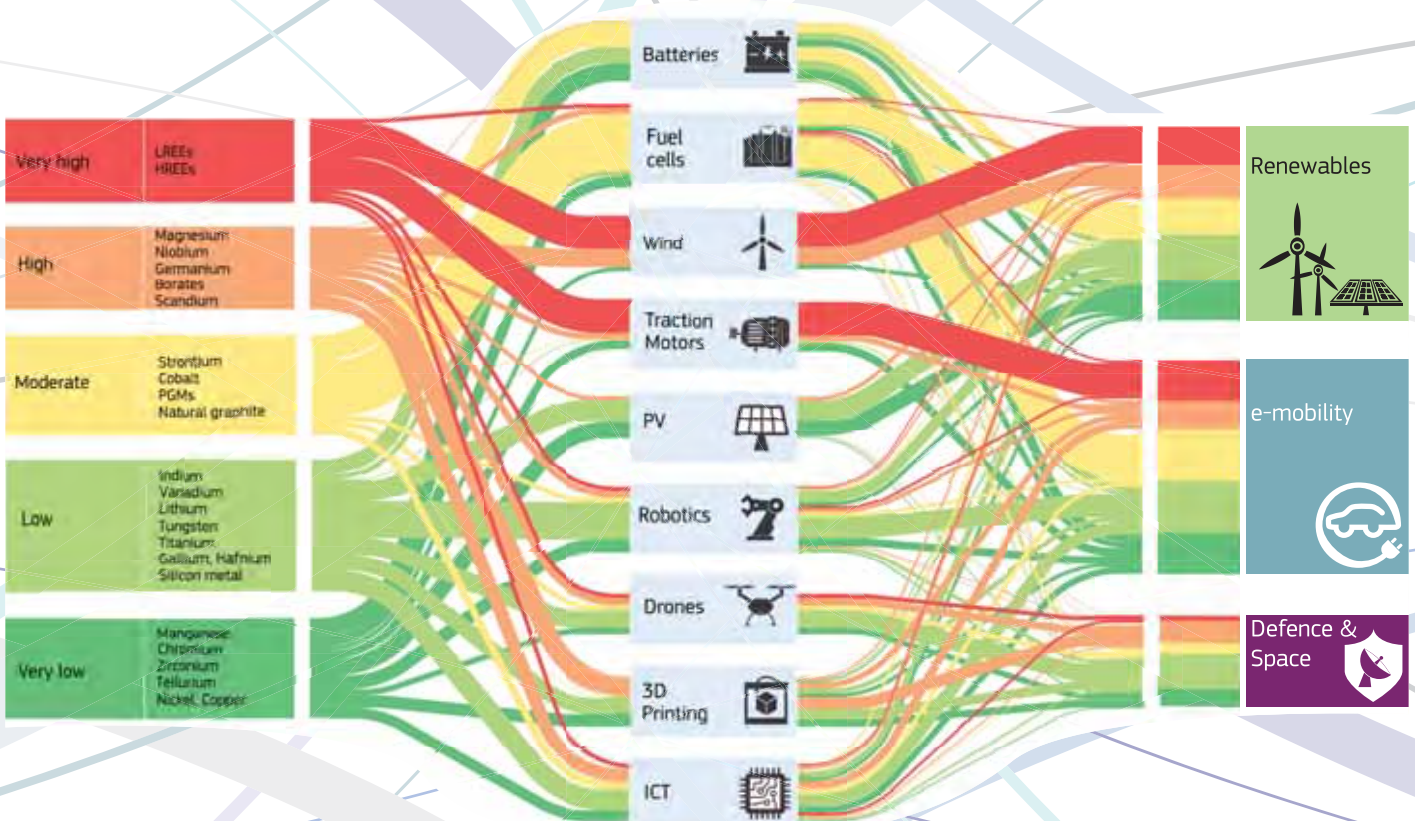 Very high
LREEs
HREEs
High
Magnesium
Niobium
Germanium
Borates
Scandium
Moderate
Strontium
Cobalt
PGMs
Natural graphite
Low
Indium
Vanadium
Lithium
Tungsten
Titanium
Gallium, Hafnium
Silicon metal
Very low
Manganese
Chromium
Zirconium
Tellurium
Nickel, Copper
Batteries
Fuel
cells
Wind
Traction
Motors
PV
Robotics
Drones
3D
Printing
ICT
Renewables
e-mobility
Defence &
Space